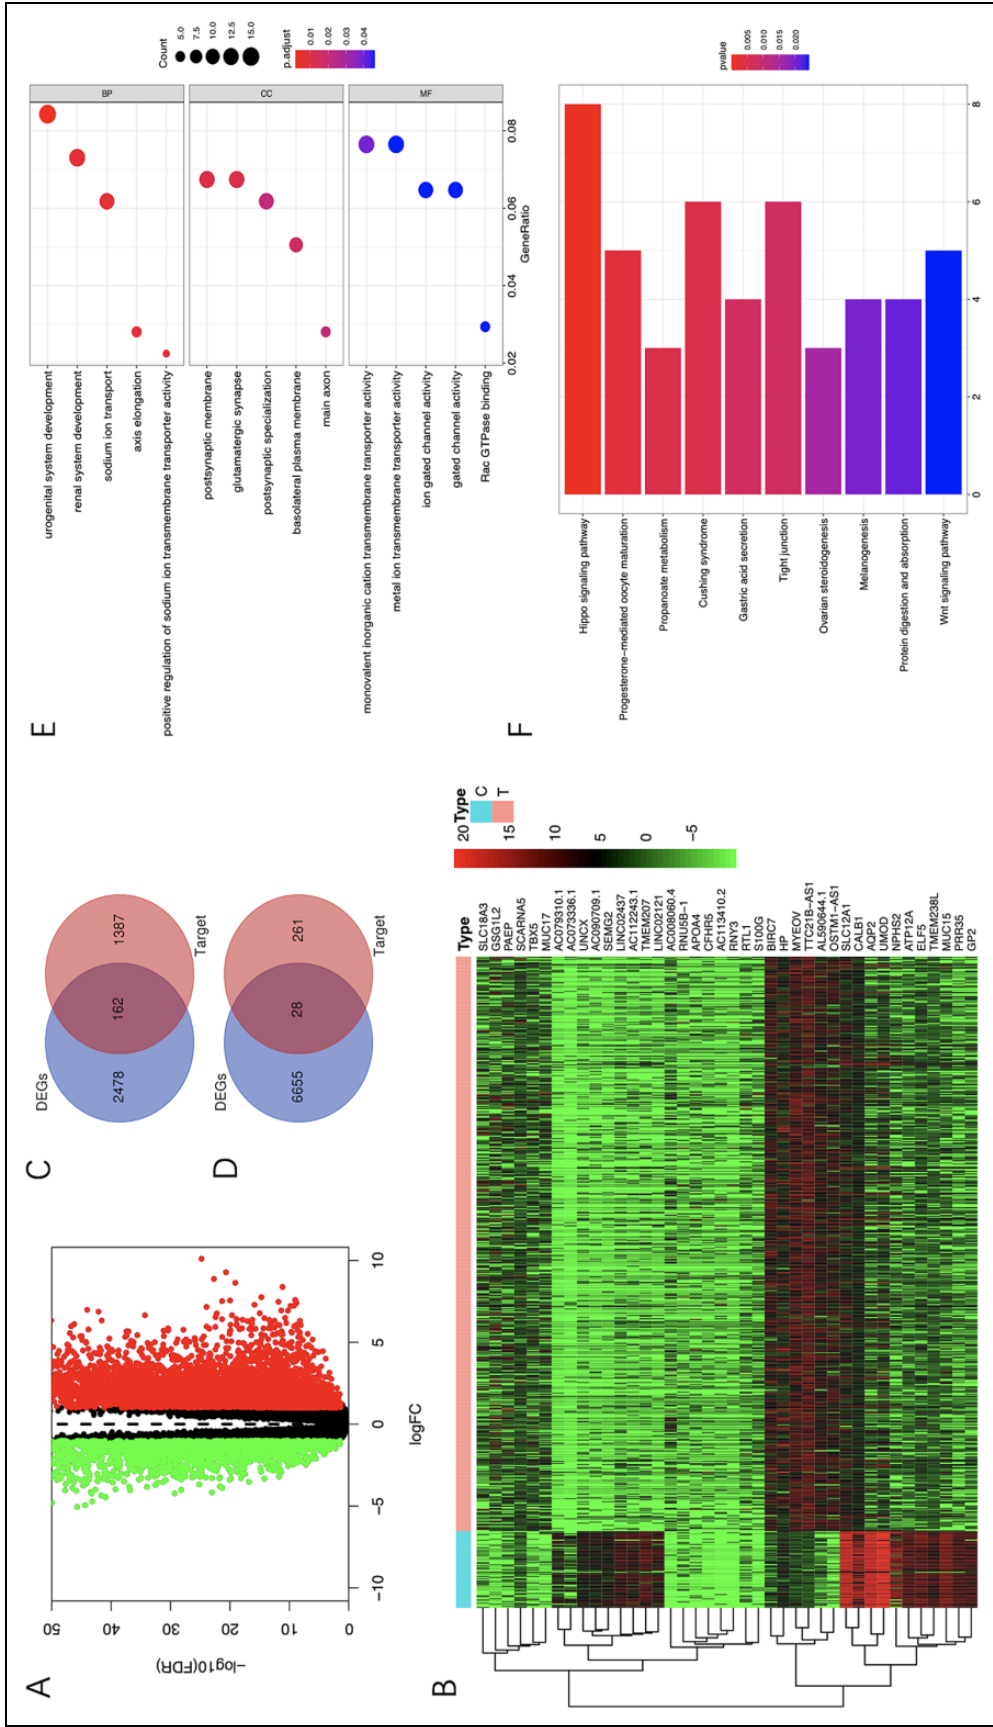 A
−log10(FDR)
50
40
30
20
10
0
−10
−5
0
5
10
logFC
B
Type
SLC18A3
GSG1L2
PAEP
SCARNA5
TBX5
MUC17
AC079310.1
AC073336.1
UNCX
AC090709.1
SEMG2
LINC02437
AC112243.1
TMEM207
LINC02121
AC008060.4
RNU5B−1
APOA4
CFHR5
AC113410.2
RNY3
RTL1
S100G
BIRC7
HP
MYEOV
TTC21B−AS1
AL590644.1
OSTM1−AS1
SLC12A1
CALB1
AQP2
UMOD
NPHS2
ATP12A
ELF5
TMEM238L
MUC15
PRR35
GP2
20
15
10
5
0
−5
Type
C
T
C
DEGs
2478
162
1387
Target
D
DEGs
6655
28
261
Target
E
urogenital system development
renal system development
sodium ion transport
axis elongation
positive regulation of sodium ion transmembrane transporter activity
postsynaptic membrane
glutamatergic synapse
postsynaptic specialization
basolateral plasma membrane
main axon
monovalent inorganic cation transmembrane transporter activity
metal ion transmembrane transporter activity
ion gated channel activity
gated channel activity
Rac GTPase binding
BP
CC
MF
0.02
0.04
0.06
0.08
GeneRatio
Count
5.0
7.5
10.0
12.5
15.0
p.adjust
0.01
0.02
0.03
0.04
F
Hippo signaling pathway
Progesterone−mediated oocyte maturation
Propanoate metabolism
Cushing syndrome
Gastric acid secretion
Tight junction
Ovarian steroidogenesis
Melanogenesis
Protein digestion and absorption
Wnt signaling pathway
0
2
4
6
8
pvalue
0.005
0.010
0.015
0.020